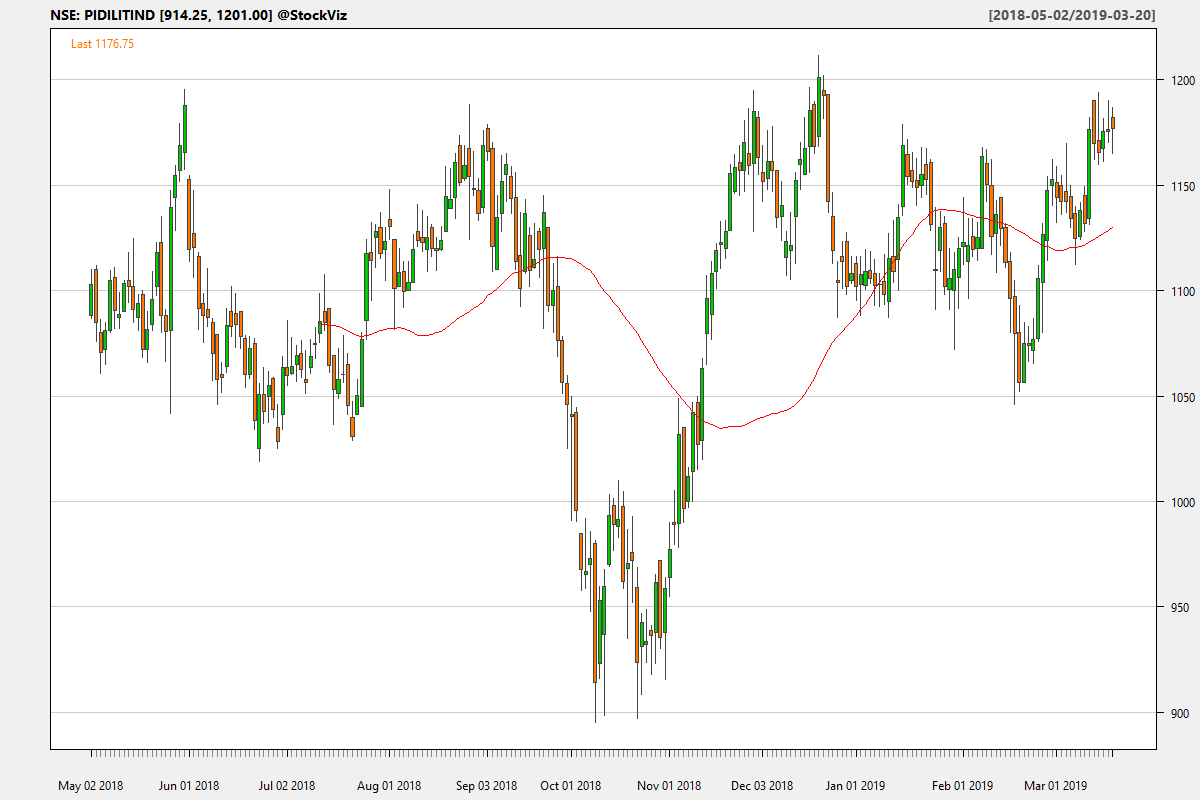 NSE: PIDILITIND [914.25, 1201.00] @StockViz [2018-05-02/2019-03-20]
Last 1176.75
1200
1150
1100
1050
1000
950
900
May 02 2018 Jun 01 2018 Jul 02 2018 Aug 01 2018 Sep 03 2018 Oct 01 2018 Nov 01 2018 Dec 03 2018 Jan 01 2019 Feb 01 2019 Mar 01 2019